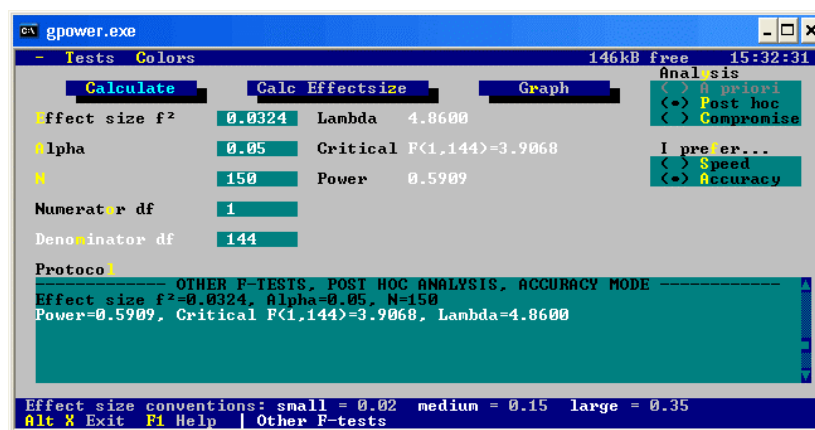 gpower.exe
- Tests Colors 146kB free 15:32:31
Analysis
Calculate Calc Effectsize Graph ( ) A priori
(•) Post hoc
Effect size f² 0.0324 Lambda 4.8600 ( ) Compromise
Alpha 0.05 Critical F(1,144)=3.9068 I prefer...
( ) Speed
N 150 Power 0.5909 (•) Accuracy
Numerator df 1
Denominator df 144
Protocol
------------- OTHER F-TESTS, POST HOC ANALYSIS, ACCURACY MODE ------------
Effect size f²=0.0324, Alpha=0.05, N=150
Power=0.5909, Critical F(1,144)=3.9068, Lambda=4.8600
Effect size conventions: small = 0.02 medium = 0.15 large = 0.35
Alt X Exit F1 Help | Other F-tests